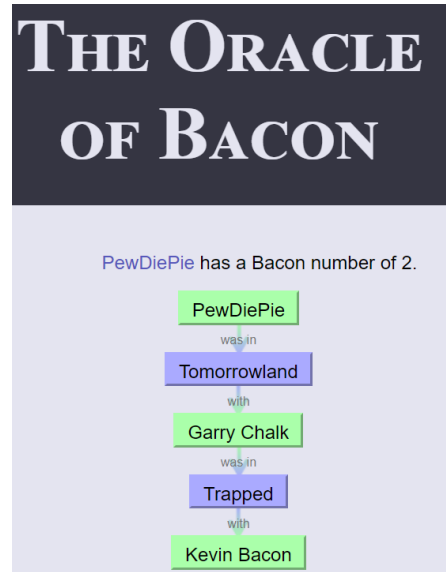 THE ORACLE
OF BACON
PewDiePie has a Bacon number of 2.
PewDiePie
was in
Tomorrowland
with
Garry Chalk
was in
Trapped
with
Kevin Bacon